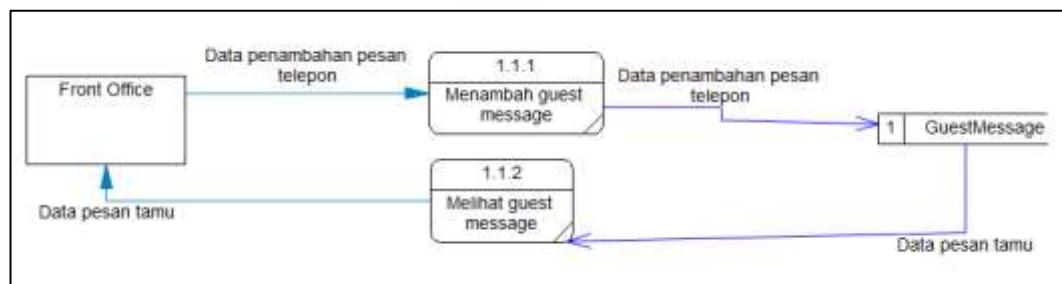 Data penambahan pesan
telepon
Front Office
1.1.1
Menambah guest
message
Data penambahan pesan
telepon
1 GuestMessage
1.1.2
Melihat guest
message
Data pesan tamu
Data pesan tamu